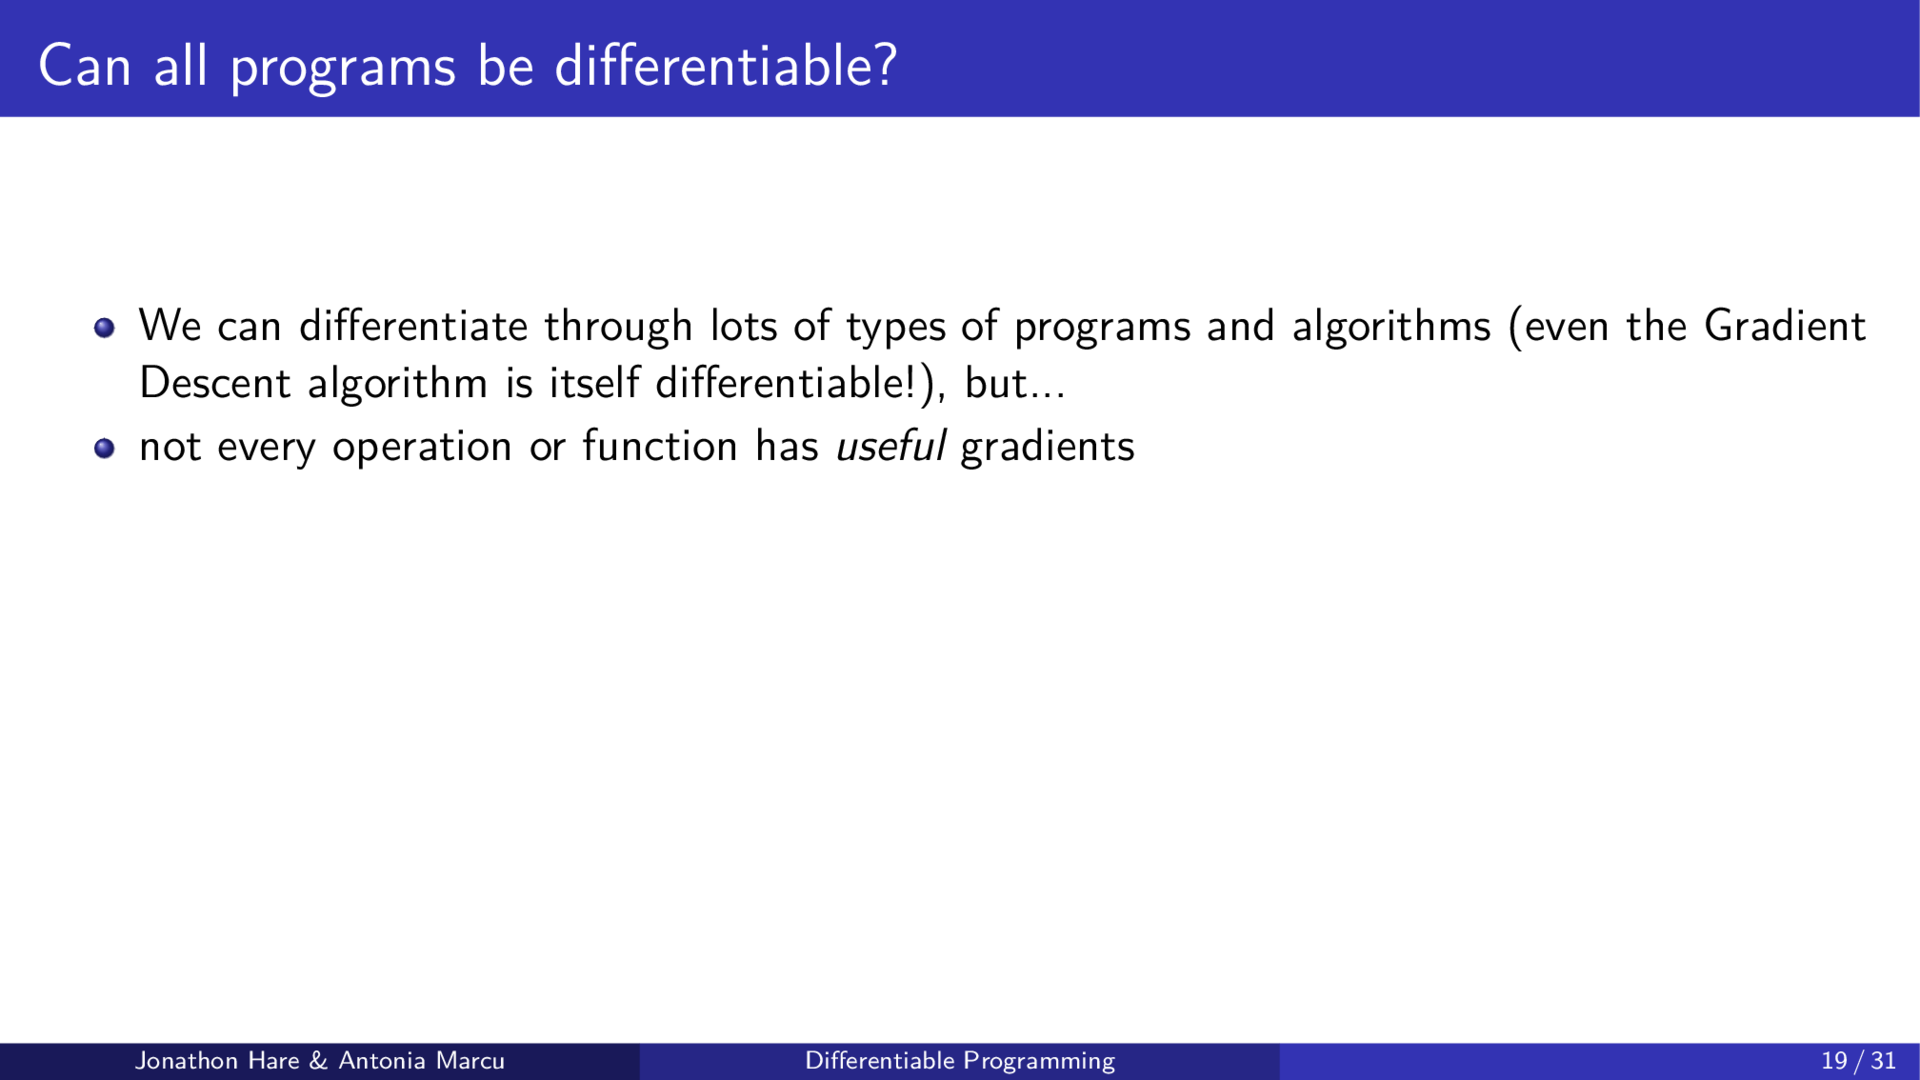 Can all programs be differentiable?
We can differentiate through lots of types of programs and algorithms (even the Gradient
Descent algorithm is itself differentiable!), but...
not every operation or function has useful gradients
Jonathon Hare & Antonia Marcu
Differentiable Programming
19 / 31